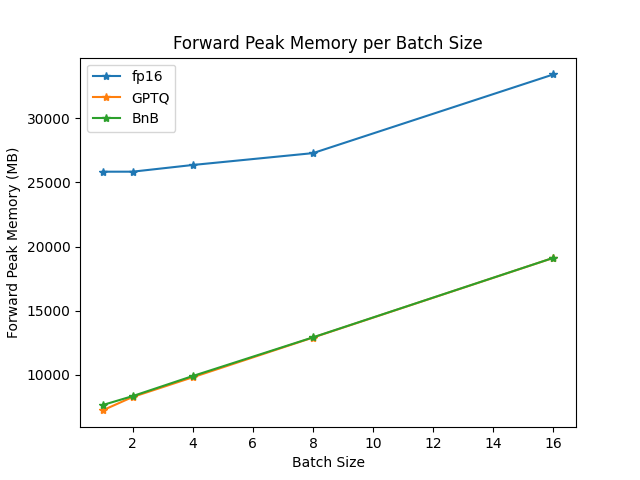 Forward Peak Memory per Batch Size
fp16
GPTQ
BnB
Forward Peak Memory (MB)
30000
25000
20000
15000
10000
2 4 6 8 10 12 14 16
Batch Size